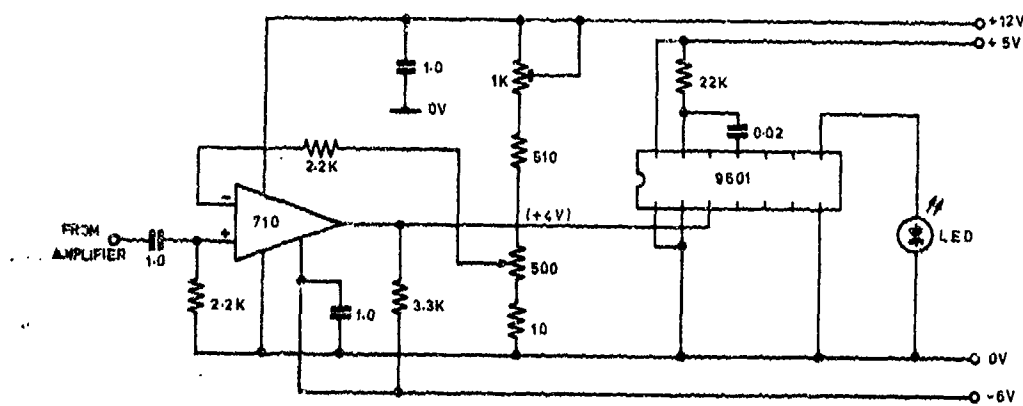 +12V
+5V
1.0
1K
0V
22K
0.02
2.2K
610
9601
-
710
+
(+4V)
FROM
AMPLIFIER
1.0
LED
500
2.2K
1.0
3.3K
10
0V
-6V